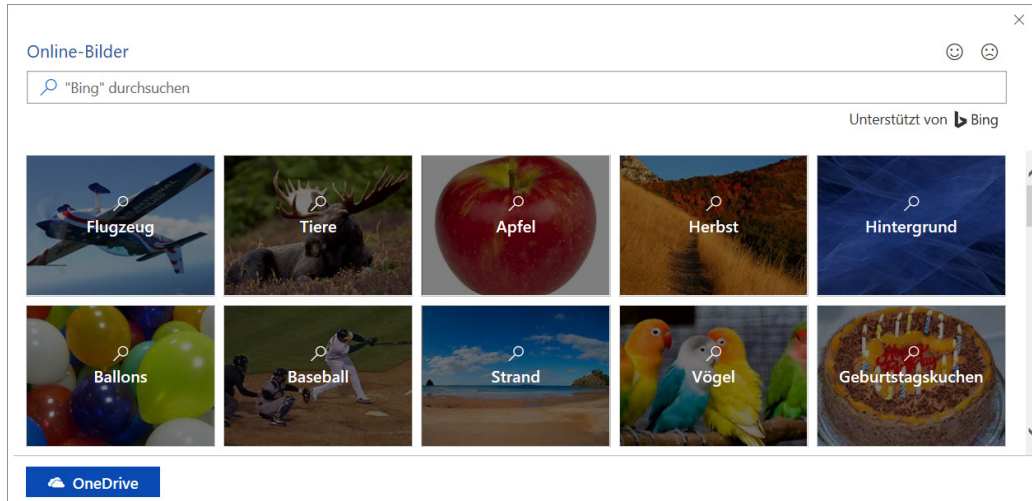 Online-Bilder
"Bing" durchsuchen
Unterstützt von Bing
Flugzeug
Tiere
Apfel
Herbst
Hintergrund
Ballons
Baseball
Strand
Vögel
Geburtstagskuchen
OneDrive